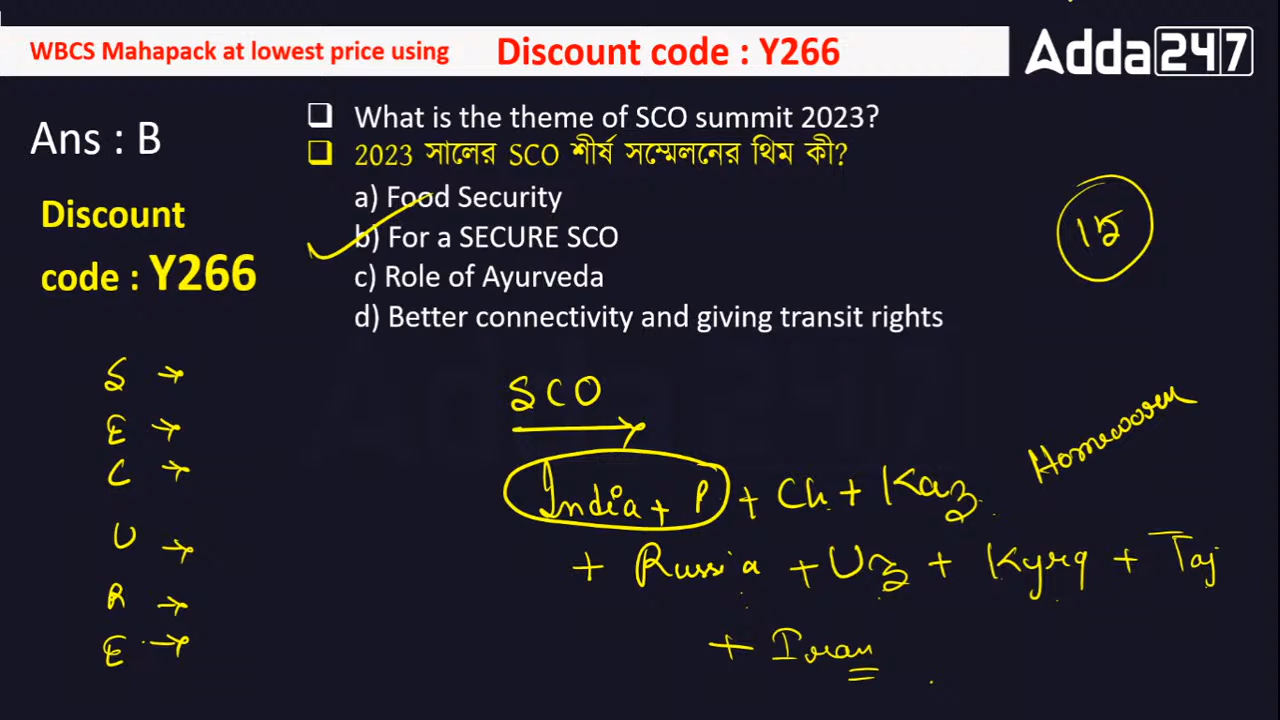 WBCS Mahapack at lowest price using Discount code : Y266
Adda247
Ans : B
❑ What is the theme of SCO summit 2023?
❑ 2023 সালের SCO শীর্ষ সম্মেলনের থিম কী?
a) Food Security
b) For a SECURE SCO
c) Role of Ayurveda
d) Better connectivity and giving transit rights
Discount
code : Y266
S →
E →
C →
U →
R →
E →
SCO
India + P + Ch + Kaz
+ Russia + Uz + Kyrg + Taj
+ Iran